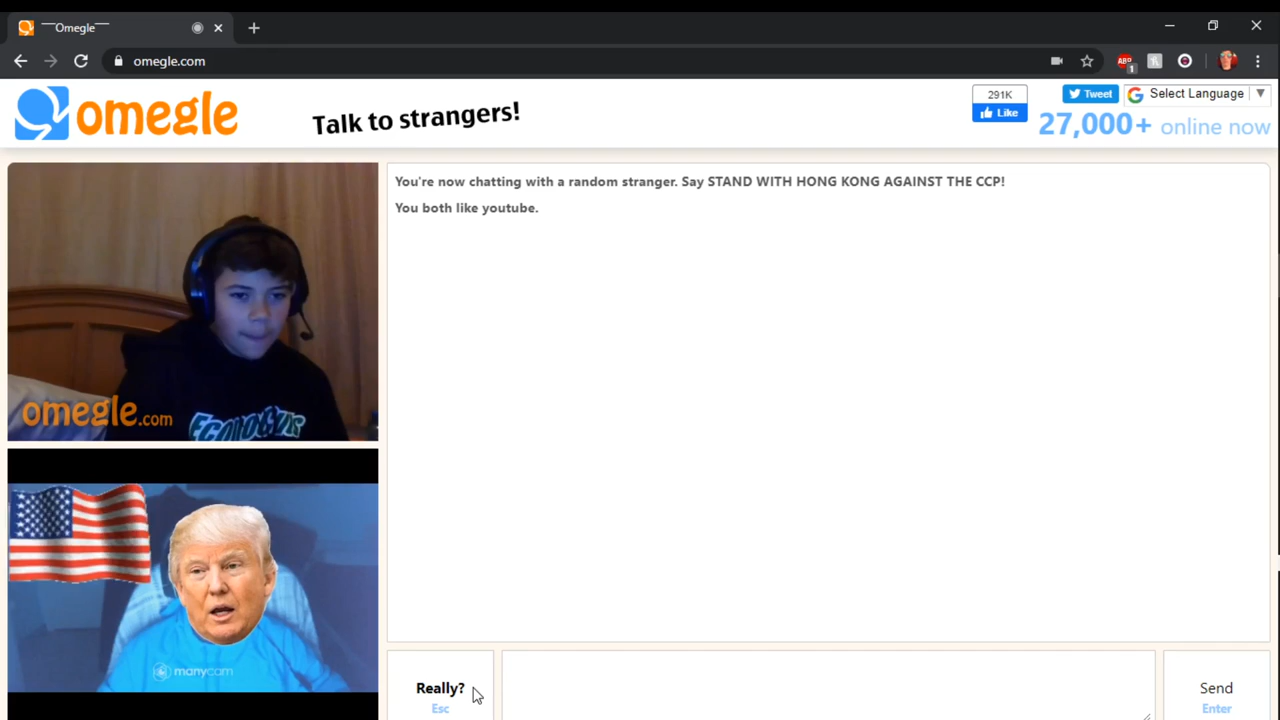 Omegle
omegle.com
ABP
1
omegle
Talk to strangers!
291K
Like
Tweet
Select Language
27,000+ online now
You're now chatting with a random stranger. Say STAND WITH HONG KONG AGAINST THE CCP!
You both like youtube.
omegle.com
manycam
Really?
Esc
Send
Enter